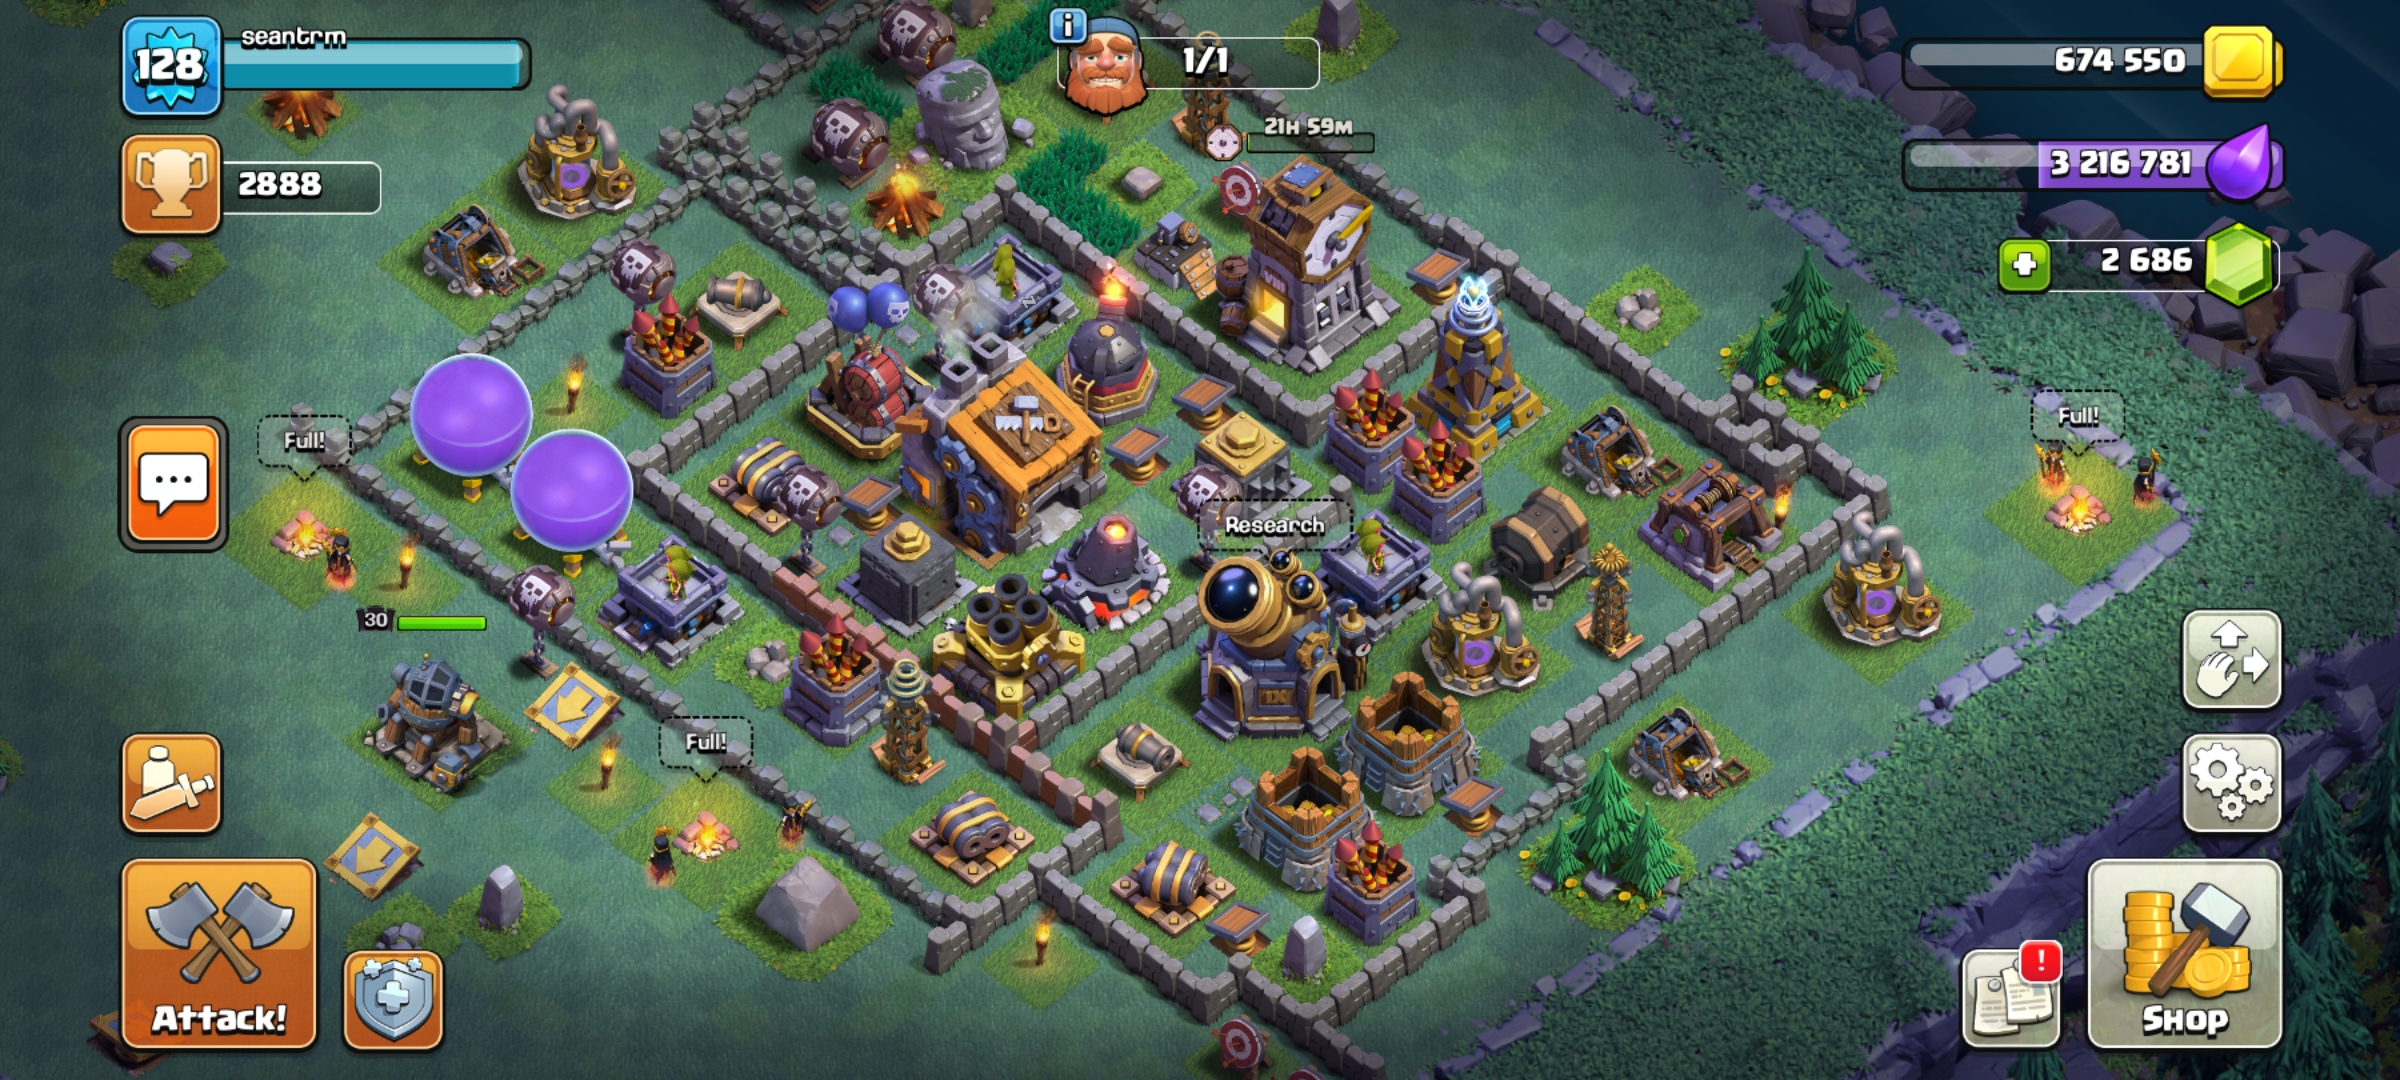 128
seantrm
1/1
674 550
21H 59M
3 216 781
2888
2 686
Full!
Full!
Research
30
IX
Full!
Attack!
!
Shop